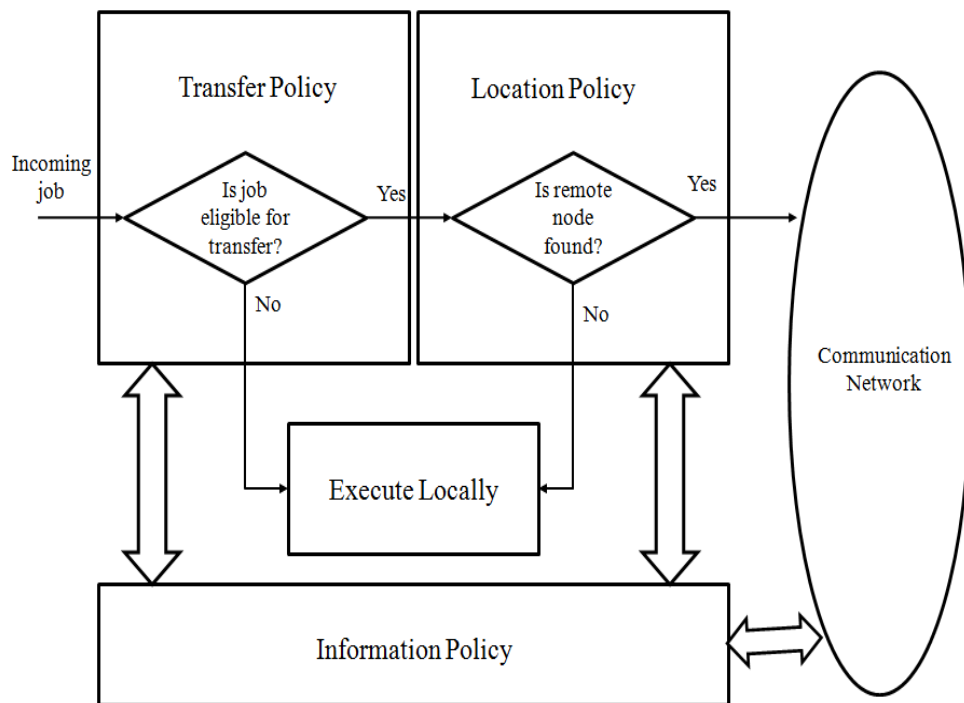 Transfer Policy
Location Policy
Incoming
job
Is job
eligible for
transfer?
Yes
No
Is remote
node
found?
Yes
No
Communication
Network
Execute Locally
Information Policy